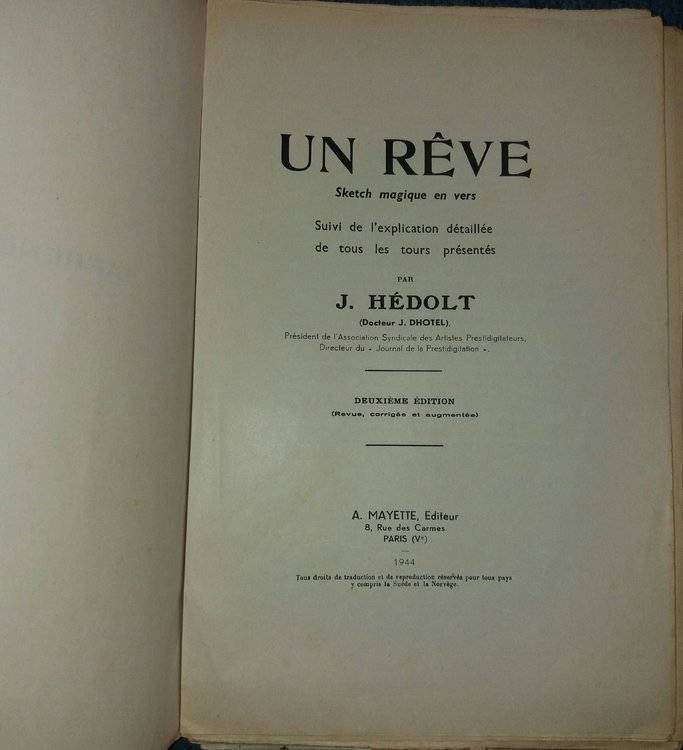 UN RÊVE
Sketch magique en vers
Suivi de l'explication détaillée
de tous les tours présentés
PAR
J. HÉDOLT
(Docteur J. DHOTEL),
Président de l'Association Syndicale des Artistes Prestidigitateurs,
Directeur du « Journal de la Prestidigitation ».
DEUXIÈME ÉDITION
(Revue, corrigée et augmentée)
A. MAYETTE, Editeur
8, Rue des Carmes
PARIS (Vᵉ)
—
1944
Tous droits de traduction et de reproduction réservés pour tous pays
y compris la Suède et la Norvège.